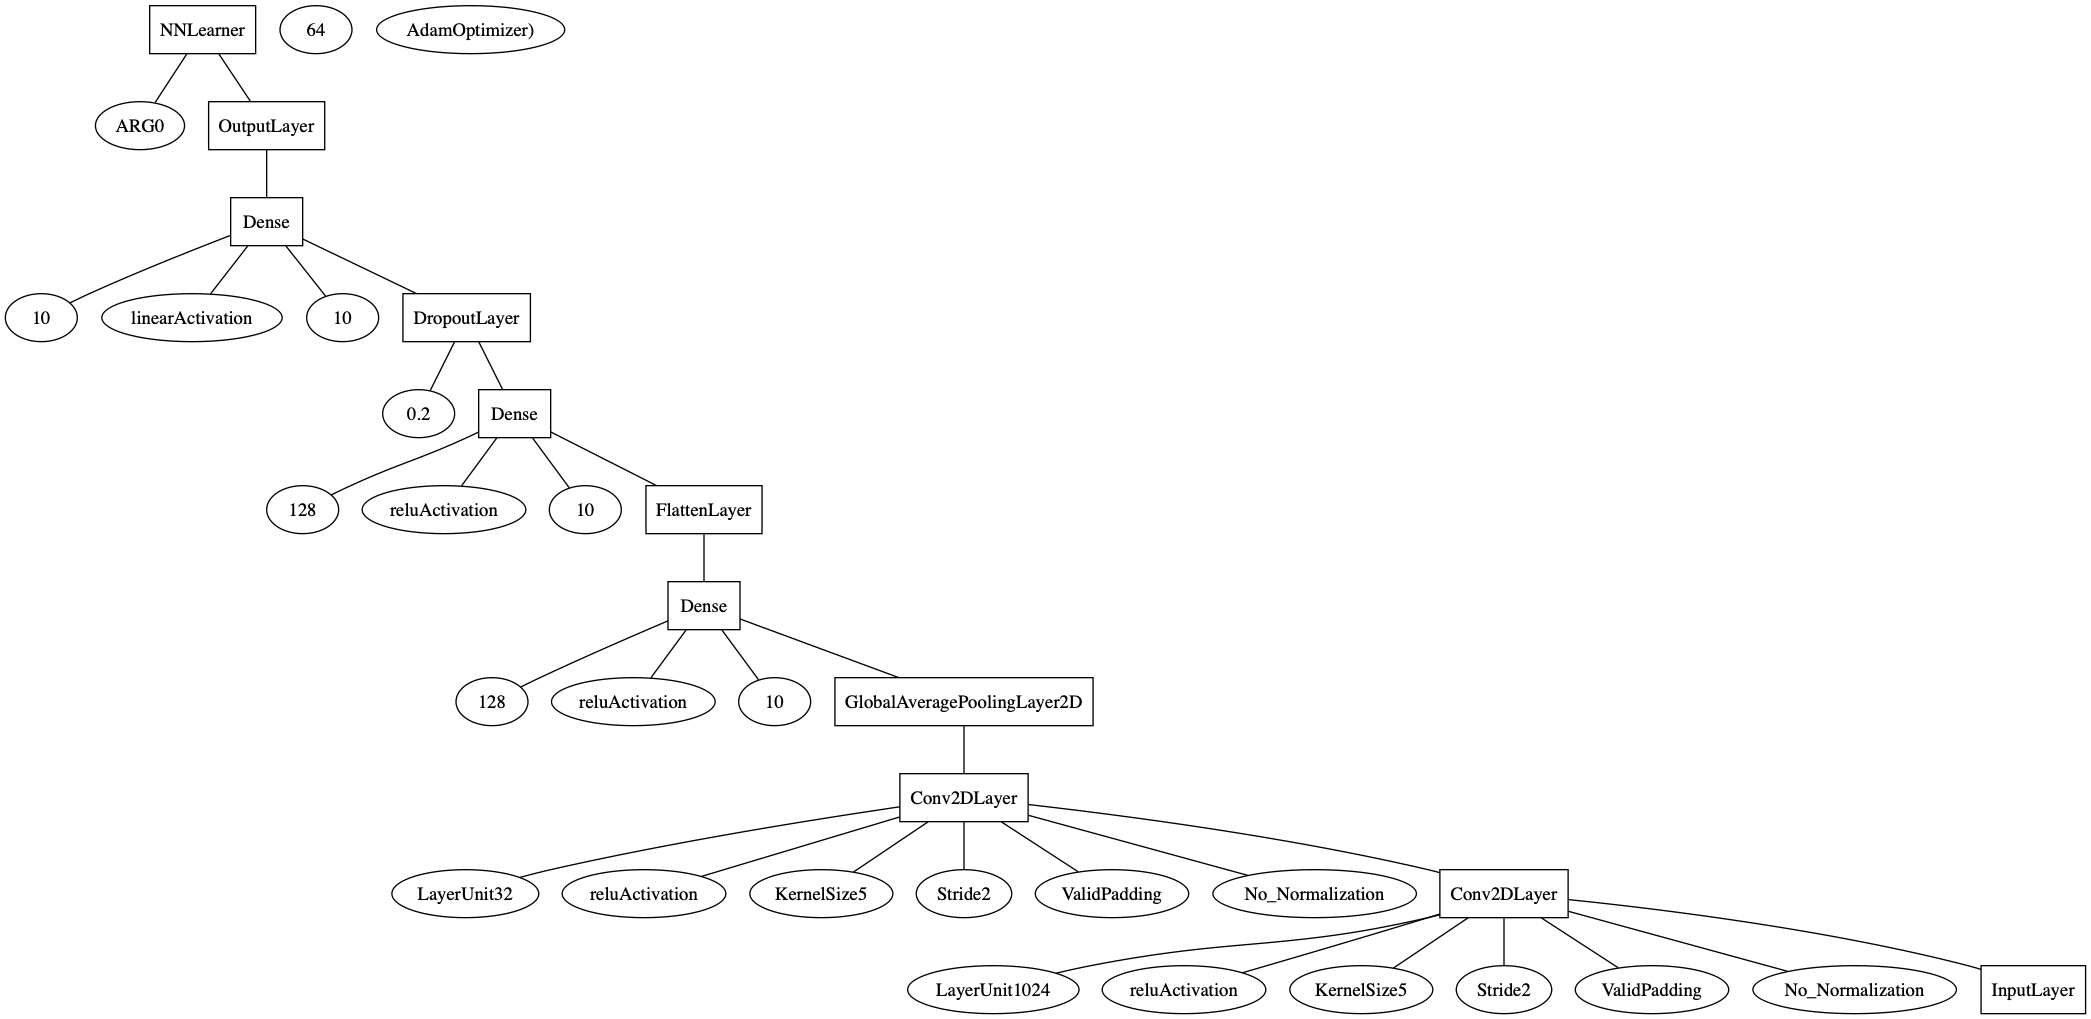 NNLearner
64
AdamOptimizer)
ARG0
OutputLayer
Dense
10
linearActivation
10
DropoutLayer
0.2
Dense
128
reluActivation
10
FlattenLayer
Dense
128
reluActivation
10
GlobalAveragePoolingLayer2D
Conv2DLayer
LayerUnit32
reluActivation
KernelSize5
Stride2
ValidPadding
No_Normalization
Conv2DLayer
LayerUnit1024
reluActivation
KernelSize5
Stride2
ValidPadding
No_Normalization
InputLayer